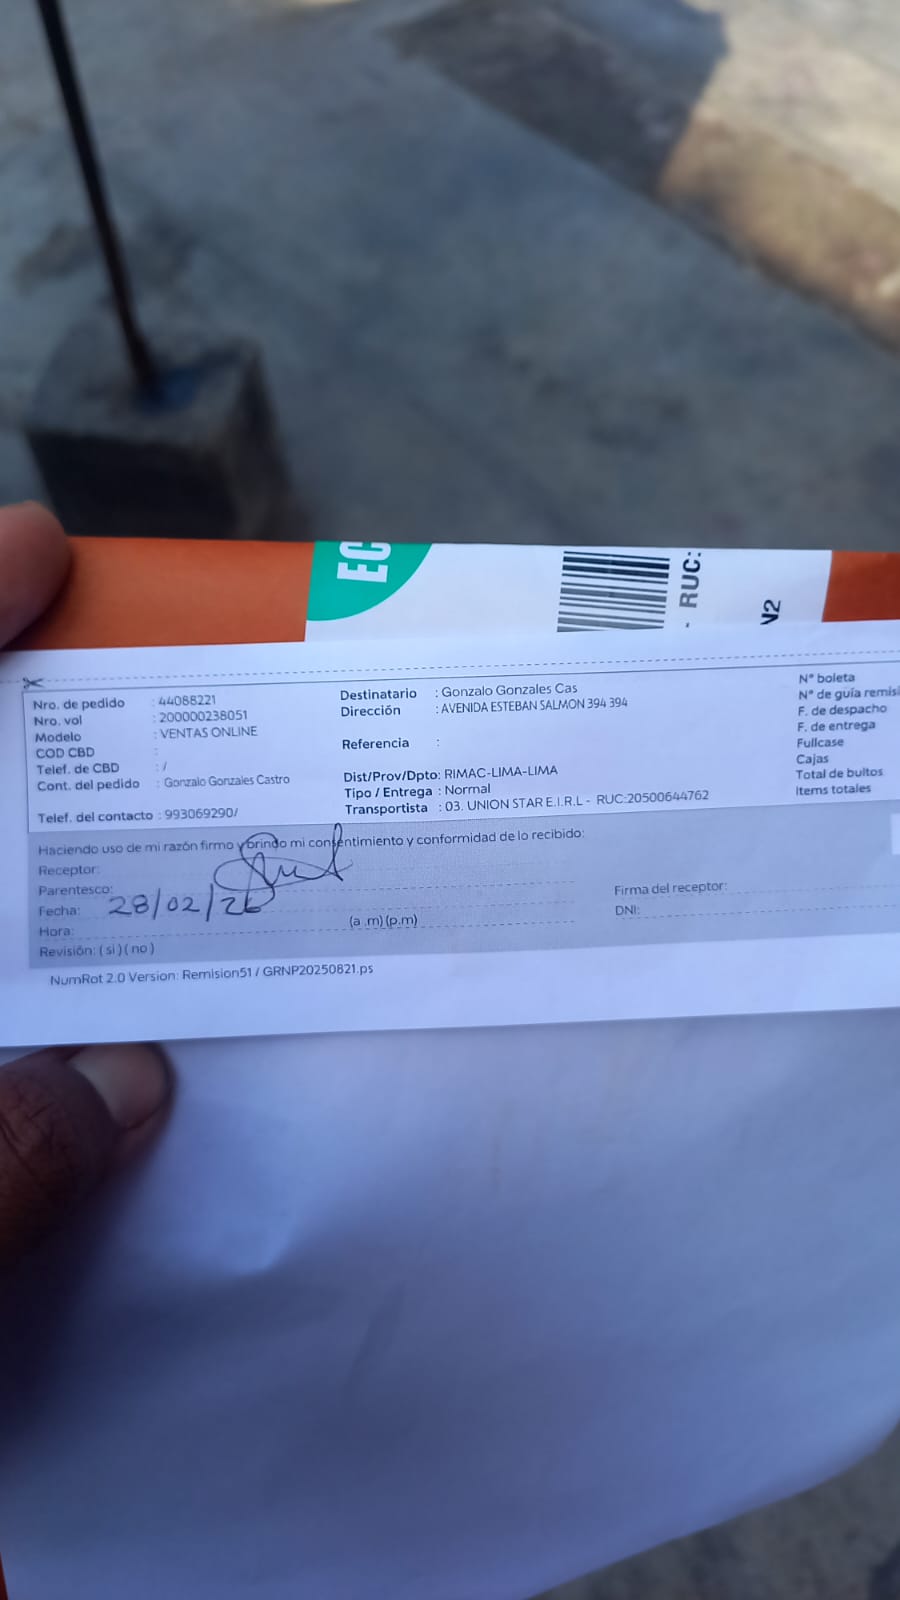 EC
- RUC:
N2
Nro. de pedido : 44088221
Nro. vol : 200000238051
Modelo : VENTAS ONLINE
COD CBD :
Telef. de CBD : /
Cont. del pedido : Gonzalo Gonzales Castro
Telef. del contacto : 993069290/
Destinatario : Gonzalo Gonzales Cas
Dirección : AVENIDA ESTEBAN SALMON 394 394
Referencia :
Dist/Prov/Dpto: RIMAC-LIMA-LIMA
Tipo / Entrega : Normal
Transportista : 03. UNION STAR E.I.R.L - RUC:20500644762
N° boleta
N° de guía remisi
F. de despacho
F. de entrega
Fullcase
Cajas
Total de bultos
Items totales
Haciendo uso de mi razón firmo y brindo mi consentimiento y conformidad de lo recibido:
Receptor:
Parentesco:
Fecha: 28/02/26
Hora: (a .m) (p.m)
Revisión: ( si ) ( no )
Firma del receptor:
DNI:
NumRot 2.0 Version: Remision51 / GRNP20250821.ps